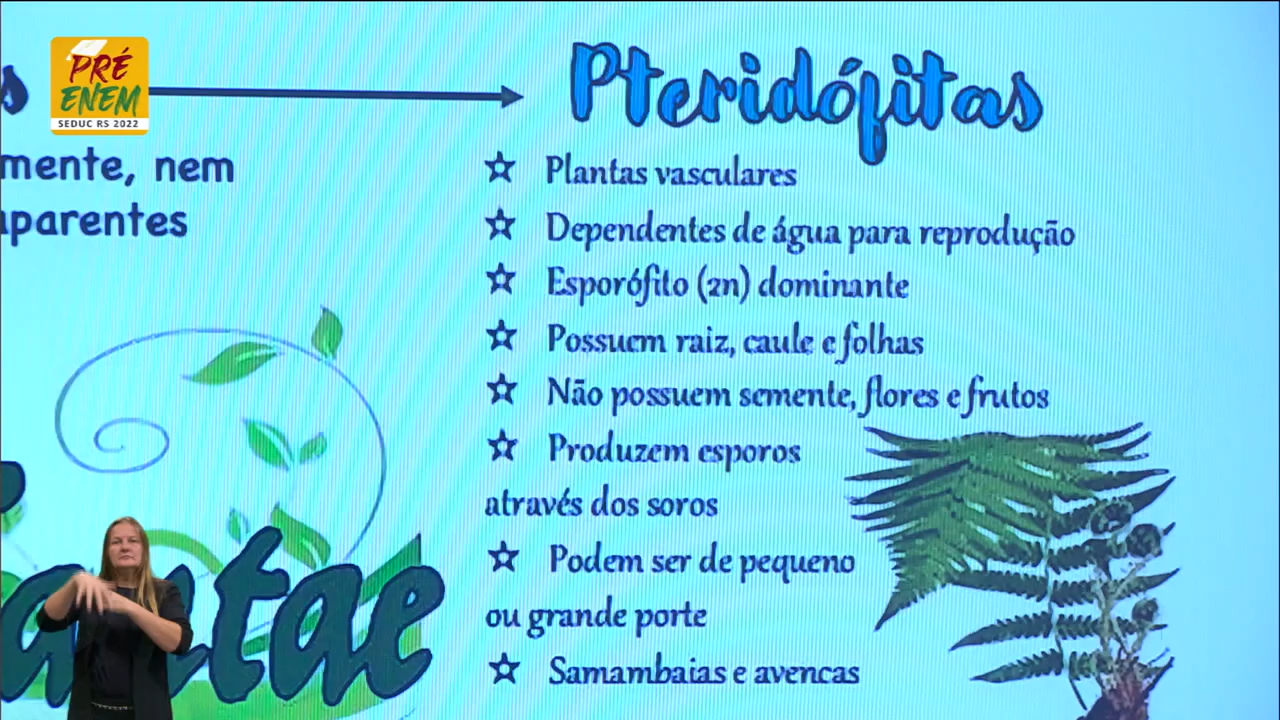 PRÉ
ENEM
SEDUC RS 2022
Pteridófitas
mente, nem
aparentes
Plantas vasculares
Dependentes de água para reprodução
Esporófito (2n) dominante
Possuem raiz, caule e folhas
Não possuem semente, flores e frutos
Produzem esporos
através dos soros
Podem ser de pequeno
ou grande porte
Samambaias e avencas
antae